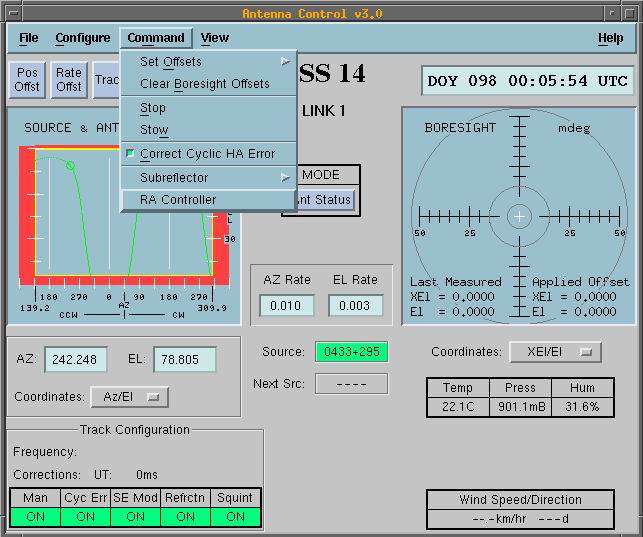 Antenna Control v3.0
File Configure Command View Help
Set Offsets
Clear Boresight Offsets
Stop
Stow
Correct Cyclic HA Error
Subreflector
RA Controller
Pos Offst
Rate Offst
Trac
SS 14
LINK 1
DOY 098 00:05:54 UTC
SOURCE & ANT
30
180 270 0 90 180 270
AZ
139.2 309.9
CCW CW
MODE
nt Status
BORESIGHT mdeg
50 25 25 50
Last Measured Applied Offset
XEl = 0.0000 XEl = 0.0000
El = 0.0000 El = 0.0000
AZ Rate EL Rate
0.010 0.003
AZ: 242.248 EL: 78.805
Coordinates: Az/El
Source: 0433+295
Next Src: ----
Coordinates: XEl/El
Temp Press Hum
22.1C 901.1mB 31.6%
Track Configuration
Frequency:
Corrections: UT: 0ms
Man Cyc Err SE Mod Refrctn Squint
ON ON ON ON ON
Wind Speed/Direction
--.-km/hr ---d